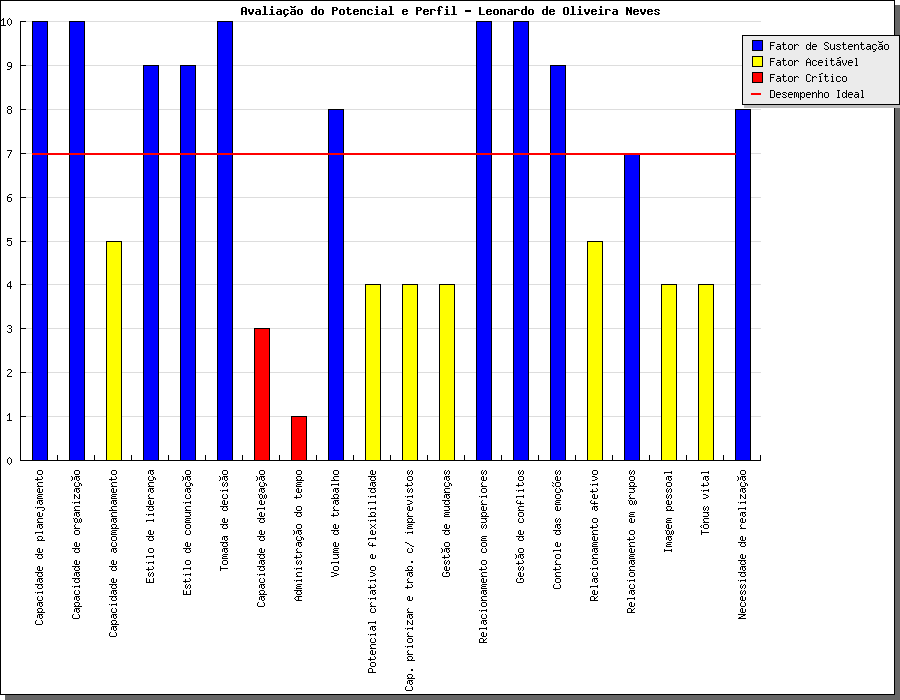 Avaliação do Potencial e Perfil - Leonardo de Oliveira Neves
Fator de Sustentação
Fator Aceitável
Fator Crítico
Desempenho Ideal
10
9
8
7
6
5
4
3
2
1
0
Capacidade de planejamento
Capacidade de organização
Capacidade de acompanhamento
Estilo de liderança
Estilo de comunicação
Tomada de decisão
Capacidade de delegação
Administração do tempo
Volume de trabalho
Potencial criativo e flexibilidade
Cap. priorizar e trab. c/ imprevistos
Gestão de mudanças
Relacionamento com superiores
Gestão de conflitos
Controle das emoções
Relacionamento afetivo
Relacionamento em grupos
Imagem pessoal
Tônus vital
Necessidade de realização